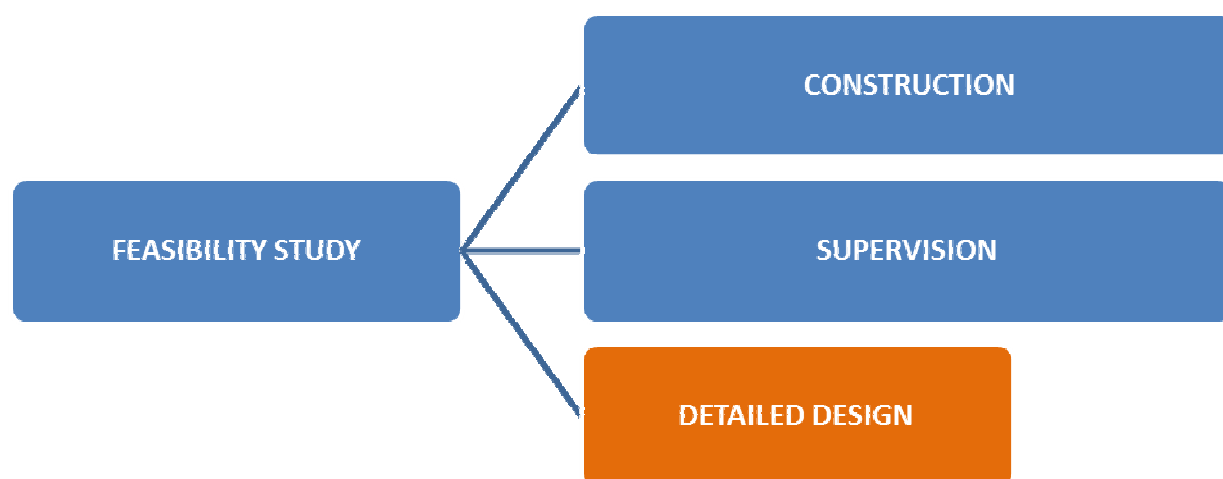 CONSTRUCTION
FEASIBILITY STUDY
SUPERVISION
DETAILED DESIGN